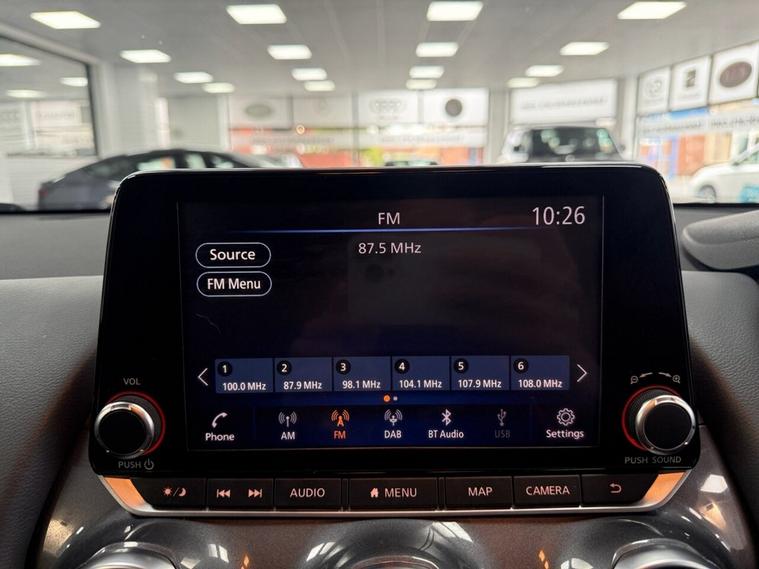 FM 10:26
87.5 MHz
Source
FM Menu
1 2 3 4 5 6
100.0 MHz 87.9 MHz 98.1 MHz 104.1 MHz 107.9 MHz 108.0 MHz
Phone AM FM DAB BT Audio USB Settings
VOL
PUSH
PUSH SOUND
AUDIO MENU MAP CAMERA